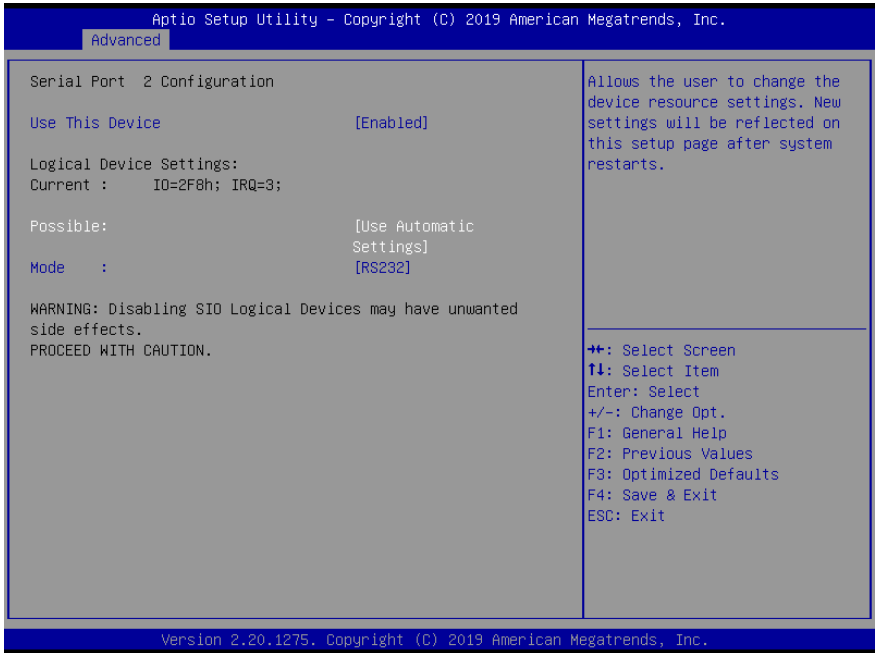 Aptio Setup Utility – Copyright (C) 2019 American Megatrends, Inc.
Advanced
Serial Port 2 Configuration
Use This Device [Enabled]
Logical Device Settings:
Current : IO=2F8h; IRQ=3;
Possible: [Use Automatic
Settings]
Mode : [RS232]
WARNING: Disabling SIO Logical Devices may have unwanted
side effects.
PROCEED WITH CAUTION.
Allows the user to change the
device resource settings. New
settings will be reflected on
this setup page after system
restarts.
→←: Select Screen
↑↓: Select Item
Enter: Select
+/-: Change Opt.
F1: General Help
F2: Previous Values
F3: Optimized Defaults
F4: Save & Exit
ESC: Exit
Version 2.20.1275. Copyright (C) 2019 American Megatrends, Inc.